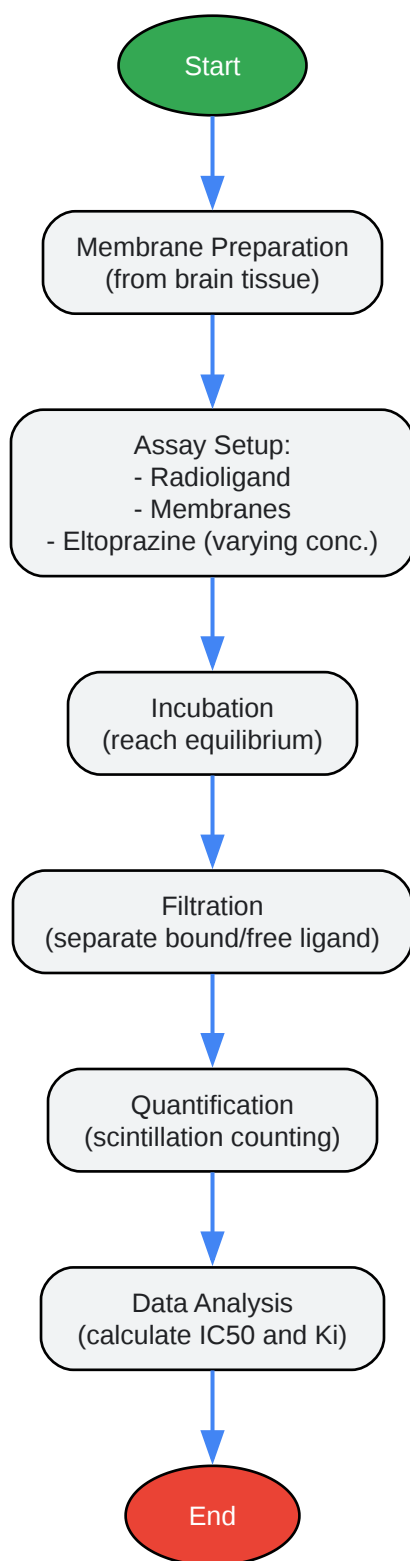 Start
Membrane Preparation
(from brain tissue)
Assay Setup:
- Radioligand
- Membranes
- Eltoprazine (varying conc.)
Incubation
(reach equilibrium)
Filtration
(separate bound/free ligand)
Quantification
(scintillation counting)
Data Analysis
(calculate IC50 and Ki)
End